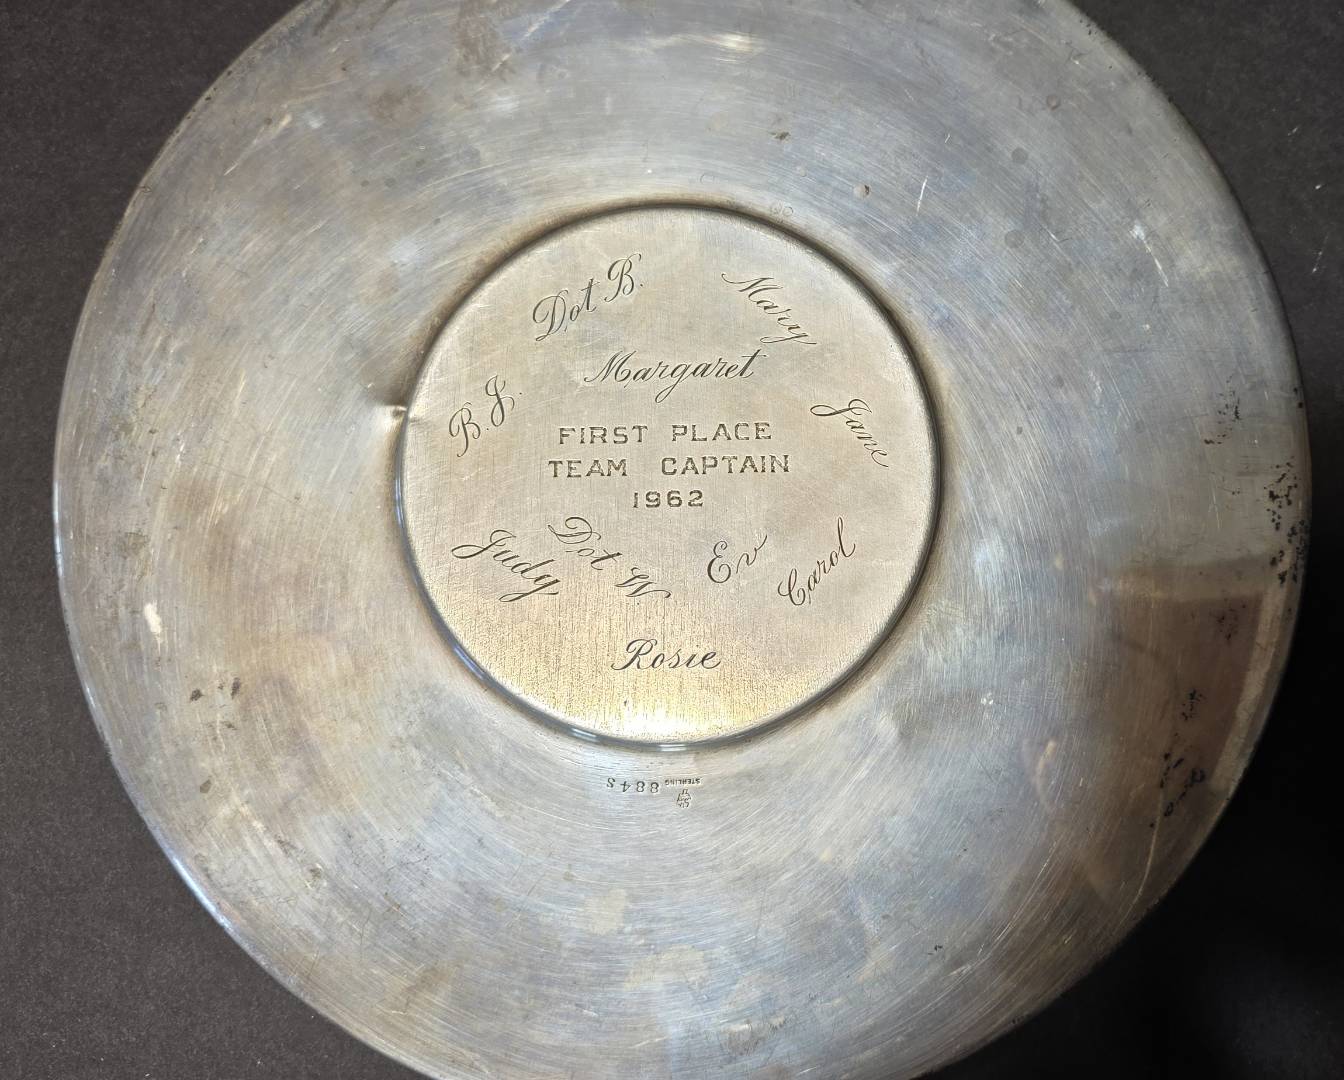 Dot B.
Mary
Margaret
B.J.
Jane
FIRST PLACE
TEAM CAPTAIN
1962
Judy
Dot W.
Ev
Carol
Rosie
STERLING 884S